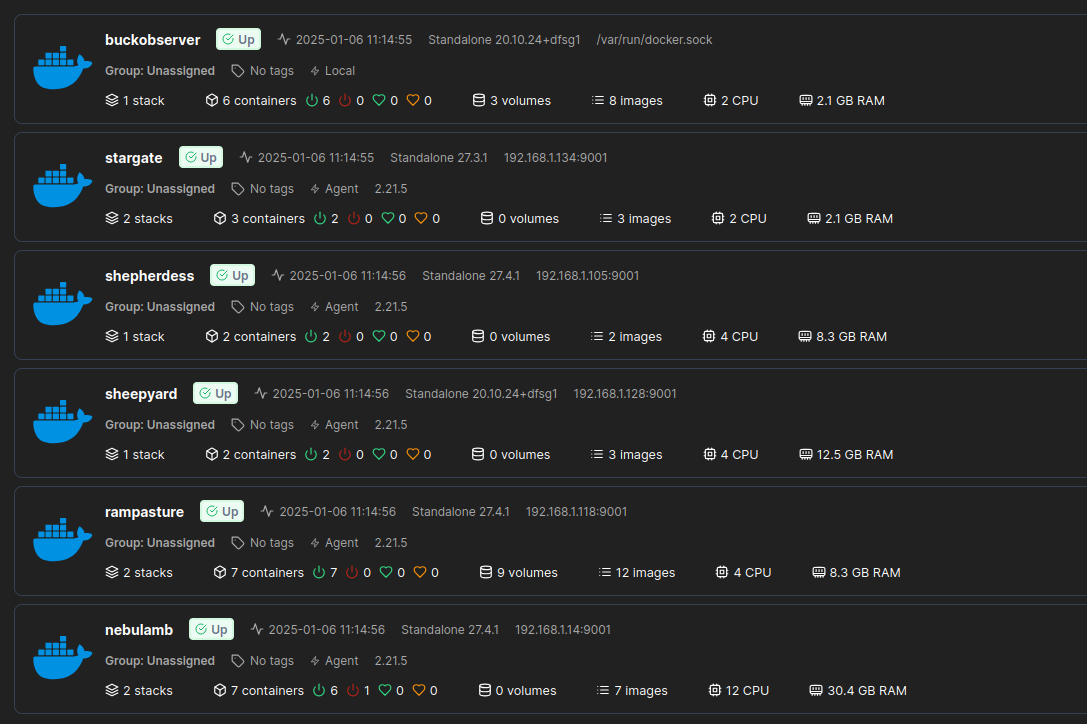 buckobserver Up 2025-01-06 11:14:55 Standalone 20.10.24+dfsg1 /var/run/docker.sock
Group: Unassigned No tags Local
1 stack 6 containers 6 0 0 0 3 volumes 8 images 2 CPU 2.1 GB RAM
stargate Up 2025-01-06 11:14:55 Standalone 27.3.1 192.168.1.134:9001
Group: Unassigned No tags Agent 2.21.5
2 stacks 3 containers 2 0 0 0 0 volumes 3 images 2 CPU 2.1 GB RAM
shepherdess Up 2025-01-06 11:14:56 Standalone 27.4.1 192.168.1.105:9001
Group: Unassigned No tags Agent 2.21.5
1 stack 2 containers 2 0 0 0 0 volumes 2 images 4 CPU 8.3 GB RAM
sheepyard Up 2025-01-06 11:14:56 Standalone 20.10.24+dfsg1 192.168.1.128:9001
Group: Unassigned No tags Agent 2.21.5
1 stack 2 containers 2 0 0 0 0 volumes 3 images 4 CPU 12.5 GB RAM
rampasture Up 2025-01-06 11:14:56 Standalone 27.4.1 192.168.1.118:9001
Group: Unassigned No tags Agent 2.21.5
2 stacks 7 containers 7 0 0 0 9 volumes 12 images 4 CPU 8.3 GB RAM
nebulamb Up 2025-01-06 11:14:56 Standalone 27.4.1 192.168.1.14:9001
Group: Unassigned No tags Agent 2.21.5
2 stacks 7 containers 6 1 0 0 0 volumes 7 images 12 CPU 30.4 GB RAM